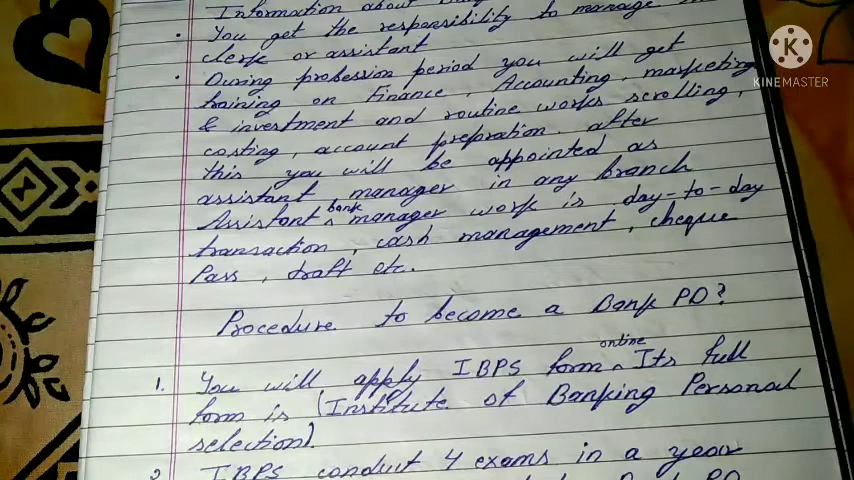 Information about
You get the responsibility to manage
clerk or assistant
During probession period you will get
training on Finance, Accounting, marketing
& investment and routine works scrolling,
costing, account prepration. after
this you will be appointed as
assistant manager in any branch
Assistant bank manager work is day-to-day
transaction, cash management, cheque
Pass, draft etc.
Procedure to become a Bank PO?
1. You will apply IBPS form online Its full
form is (Institute of Banking Personal
selection).
2. IBPS conduct 4 exams in a year
K
KINEMASTER